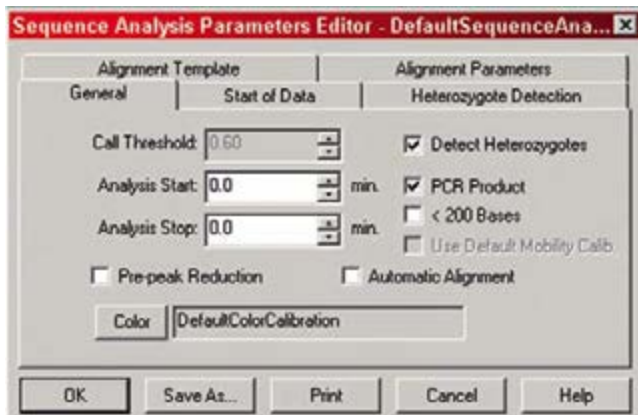 Sequence Analysis Parameters Editor - DefaultSequenceAna...
Alignment Template Alignment Parameters
General Start of Data Heterozygote Detection
Call Threshold: 0.60 Detect Heterozygotes
Analysis Start: 0.0 min. PCR Product
< 200 Bases
Analysis Stop: 0.0 min.
Use Default Mobility Calib
Pre-peak Reduction Automatic Alignment
Color DefaultColorCalibration
OK Save As... Print Cancel Help